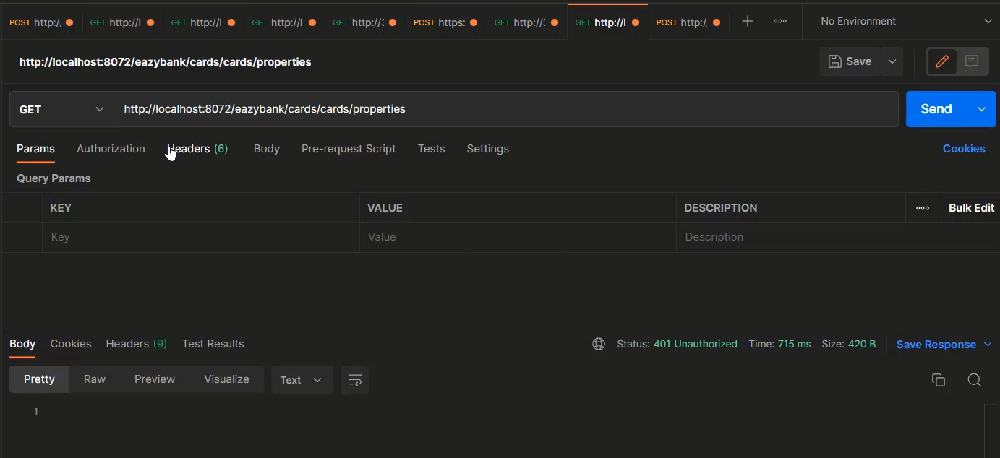 POST http:/, GET http://l GET http://l GET http://l GET http://: POST https: GET http://: GET http://l POST http:/, No Environment
http://localhost:8072/eazybank/cards/cards/properties Save
GET http://localhost:8072/eazybank/cards/cards/properties Send
Params Authorization Headers (6) Body Pre-request Script Tests Settings Cookies
Query Params
KEY VALUE DESCRIPTION Bulk Edit
Key Value Description
Body Cookies Headers (9) Test Results Status: 401 Unauthorized Time: 715 ms Size: 420 B Save Response
Pretty Raw Preview Visualize Text
1